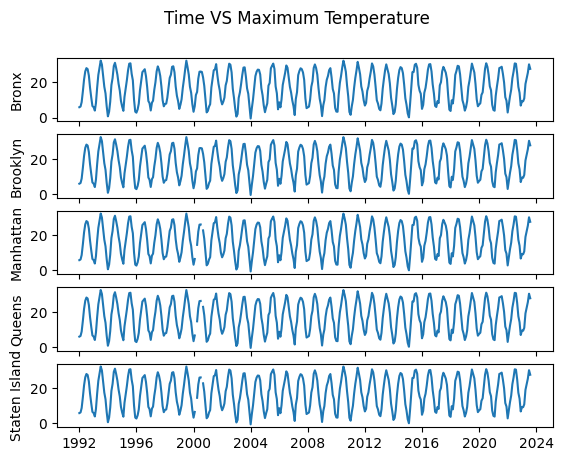 Time VS Maximum Temperature
Bronx
20
0
Brooklyn
20
0
Manhattan
20
0
Queens
20
0
Staten Island
20
0
1992 1996 2000 2004 2008 2012 2016 2020 2024